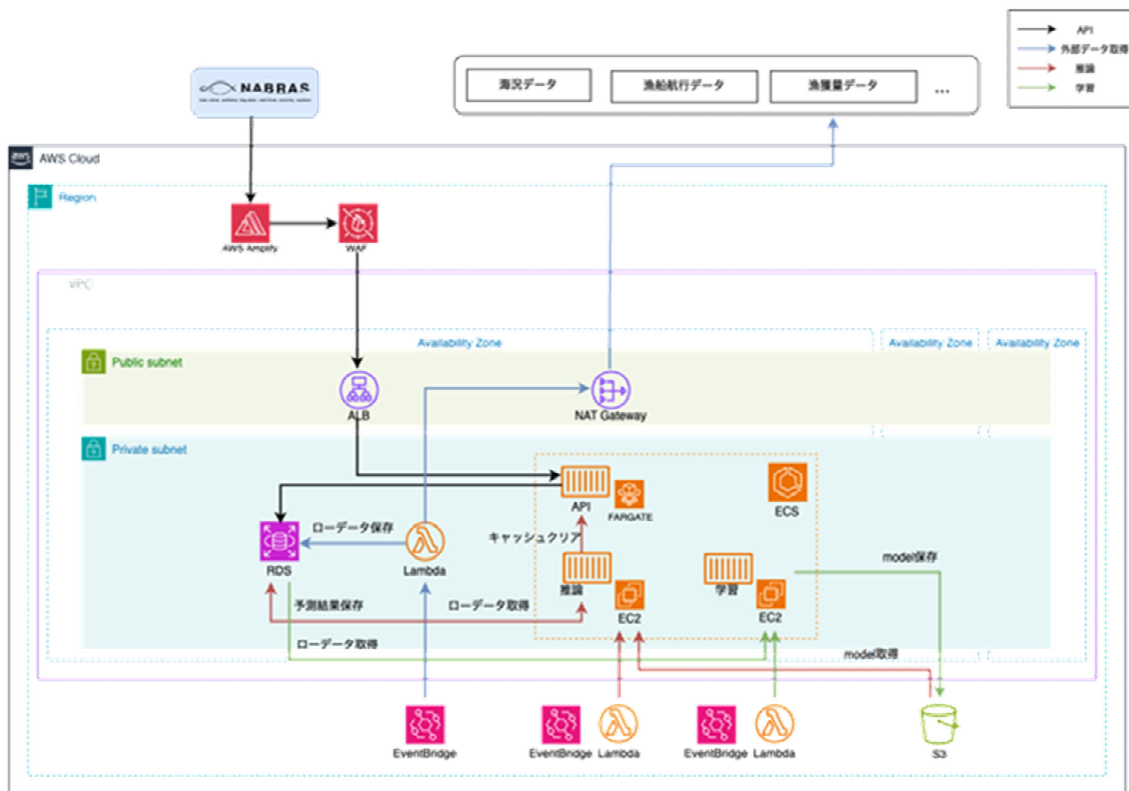 API
外部データ取得
推論
学習
NABRAS
海況データ
漁船航行データ
漁獲量データ
...
aws
AWS Cloud
Region
AWS Amplify
WAF
VPC
Availability Zone
Availability Zone
Availability Zone
Public subnet
ALB
NAT Gateway
Private subnet
API
FARGATE
ECS
ローデータ保存
キャッシュクリア
RDS
Lambda
推論
学習
model保存
EC2
EC2
予測結果保存
ローデータ取得
ローデータ取得
model取得
EventBridge
EventBridge
Lambda
EventBridge
Lambda
S3